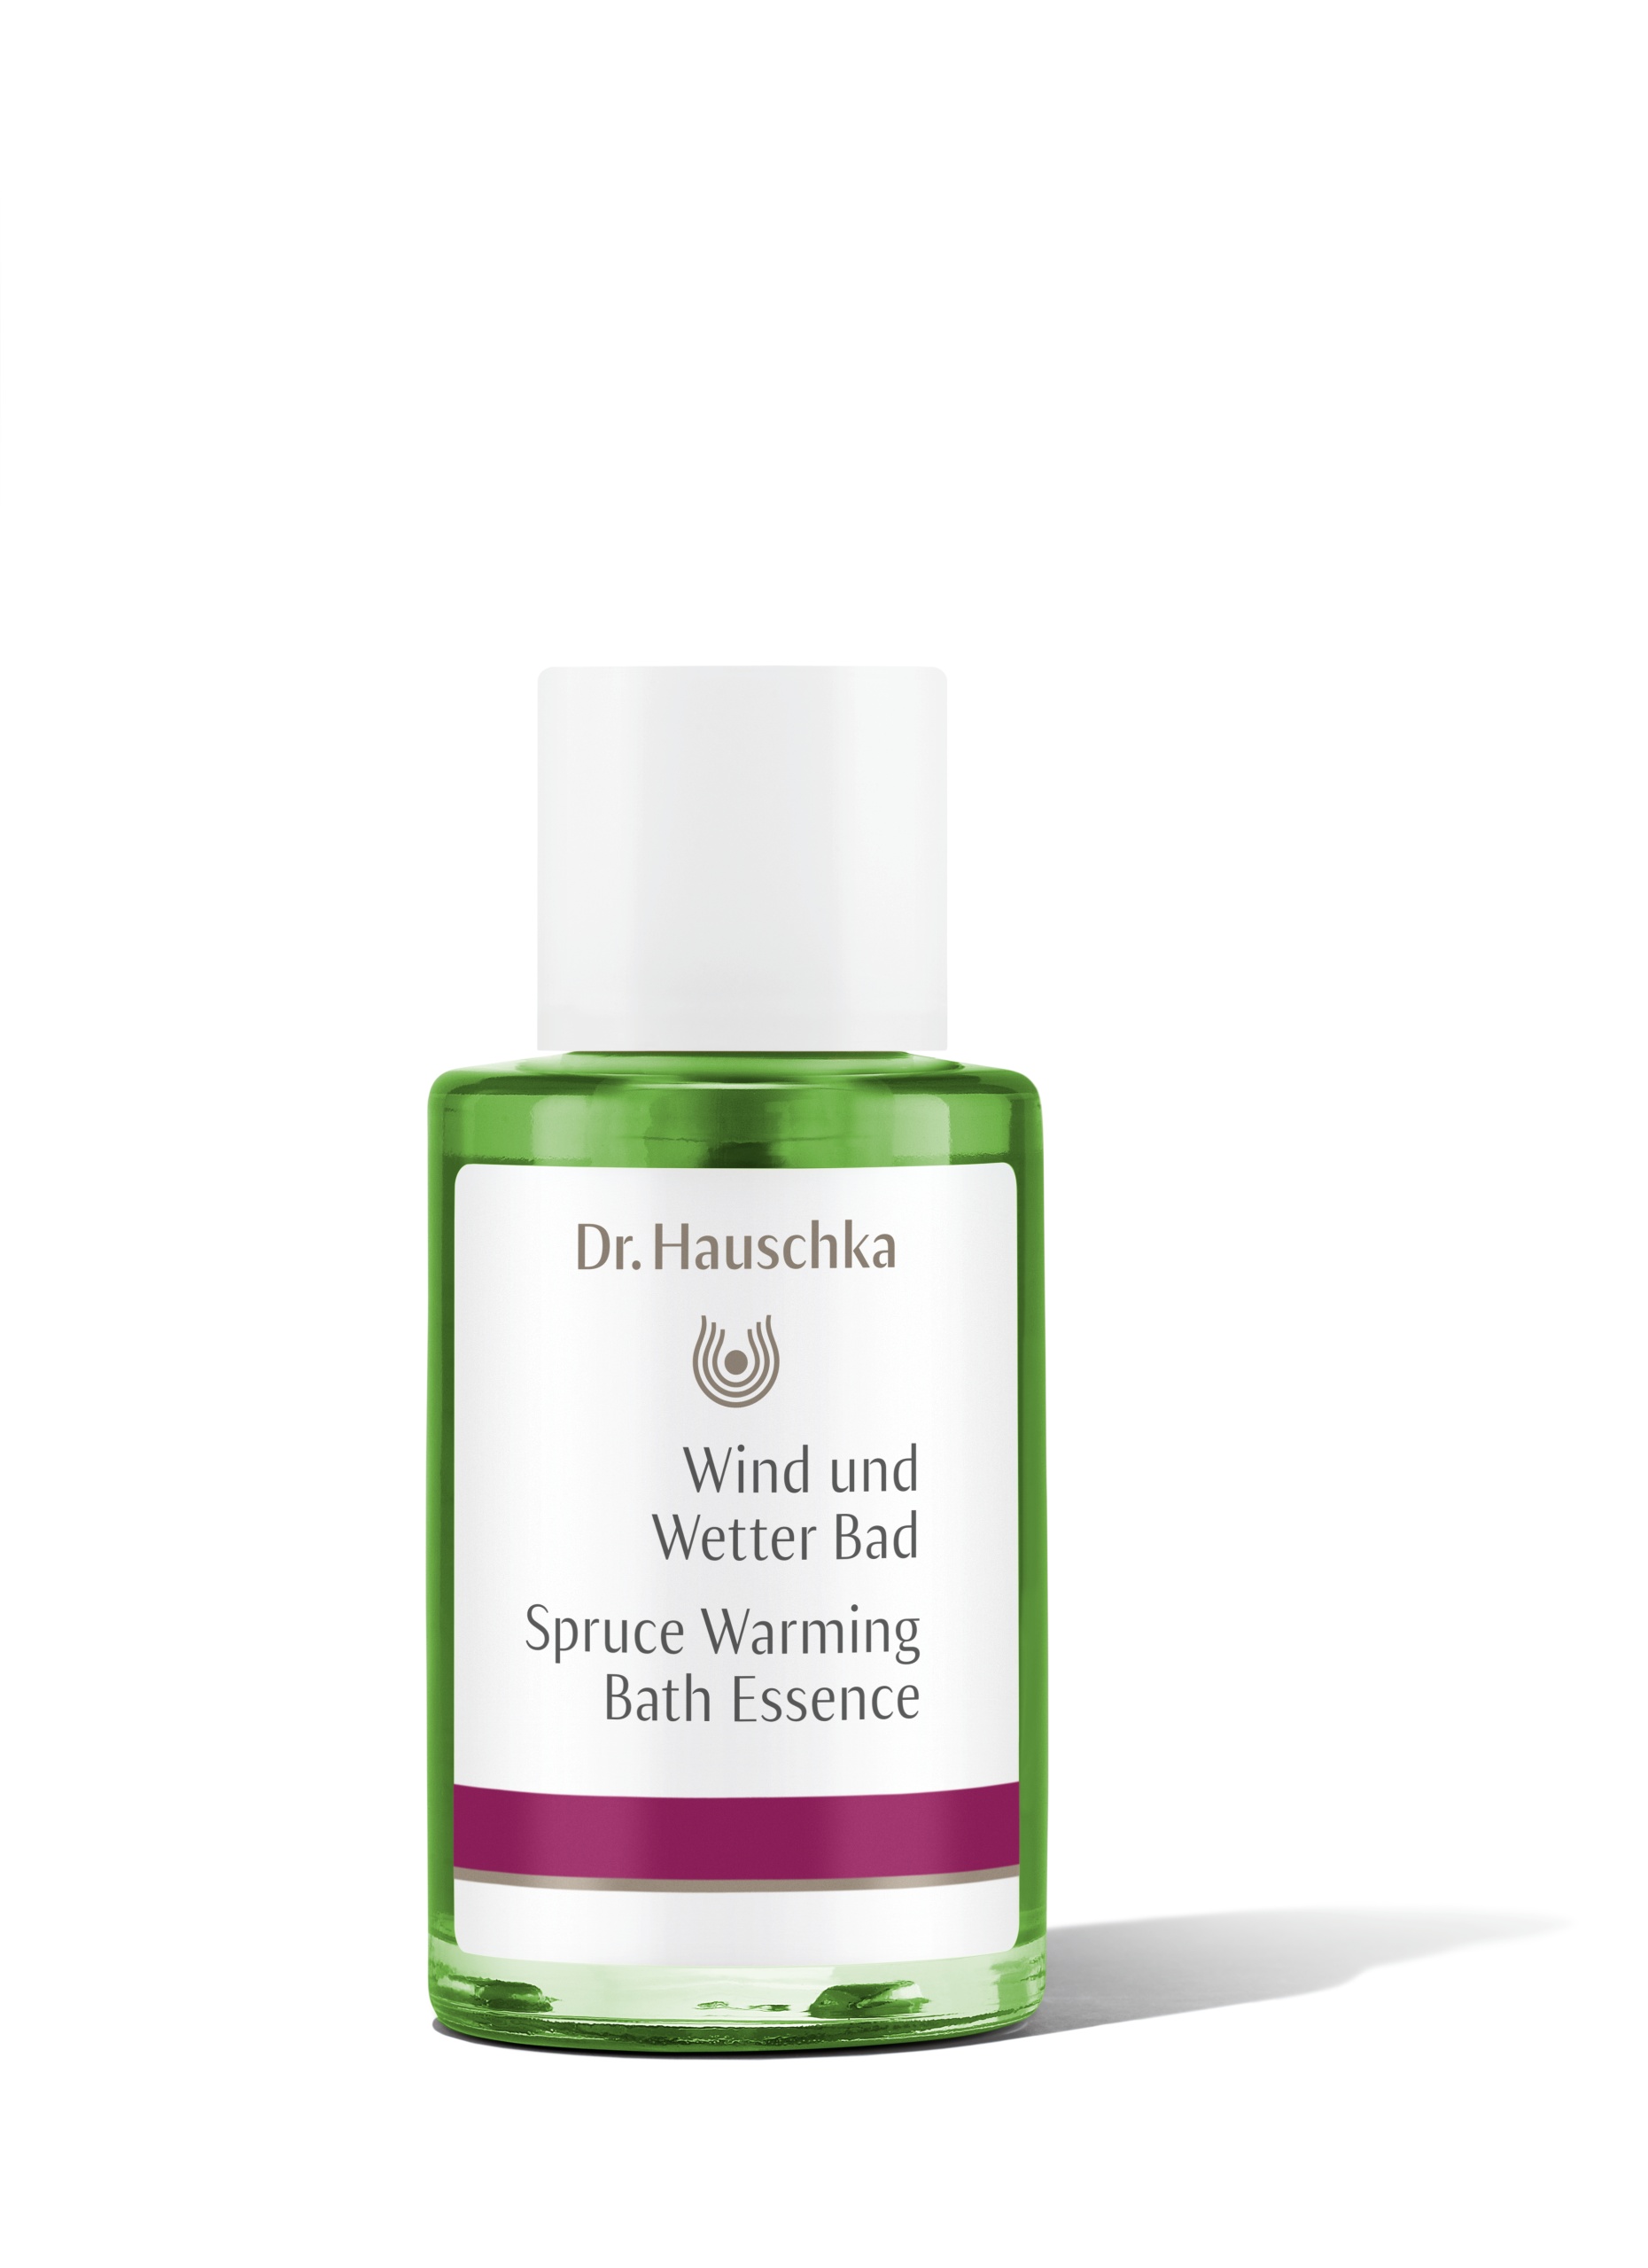 Dr. Hauschka
Wind und
Wetter Bad
Spruce Warming
Bath Essence